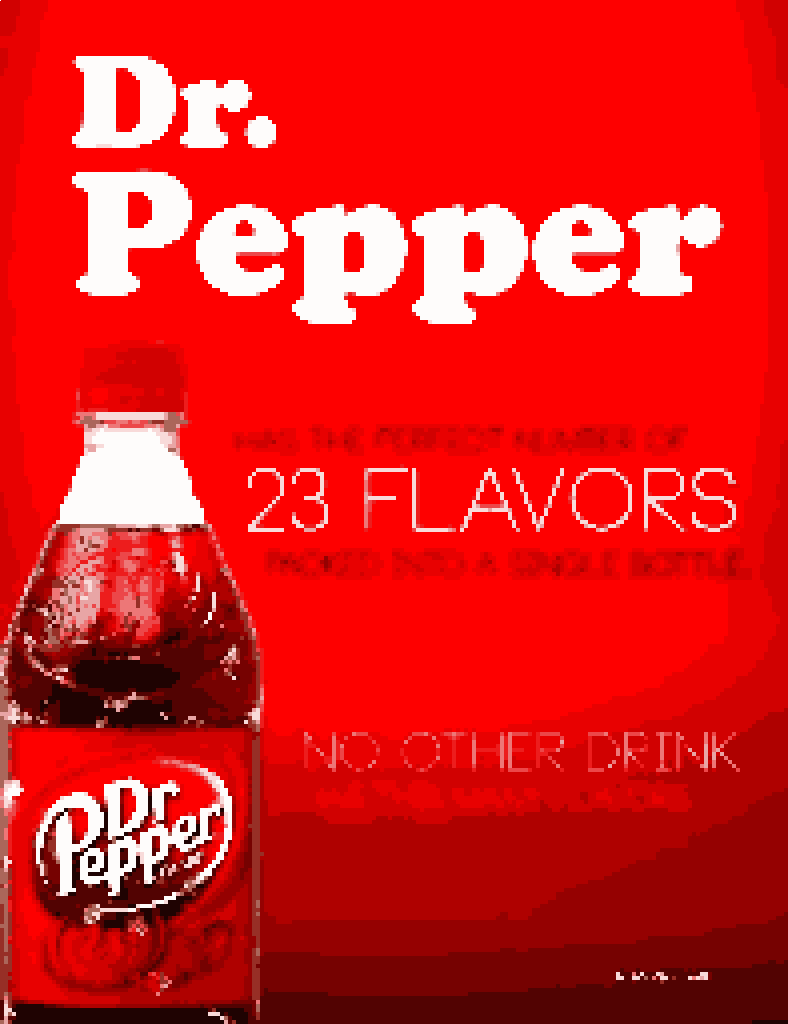 Dr.
Pepper
HAS THE PERFECT NUMBER OF
23 FLAVORS
PACKED INTO A SINGLE BOTTLE.
NO OTHER DRINK
Dr
Pepper